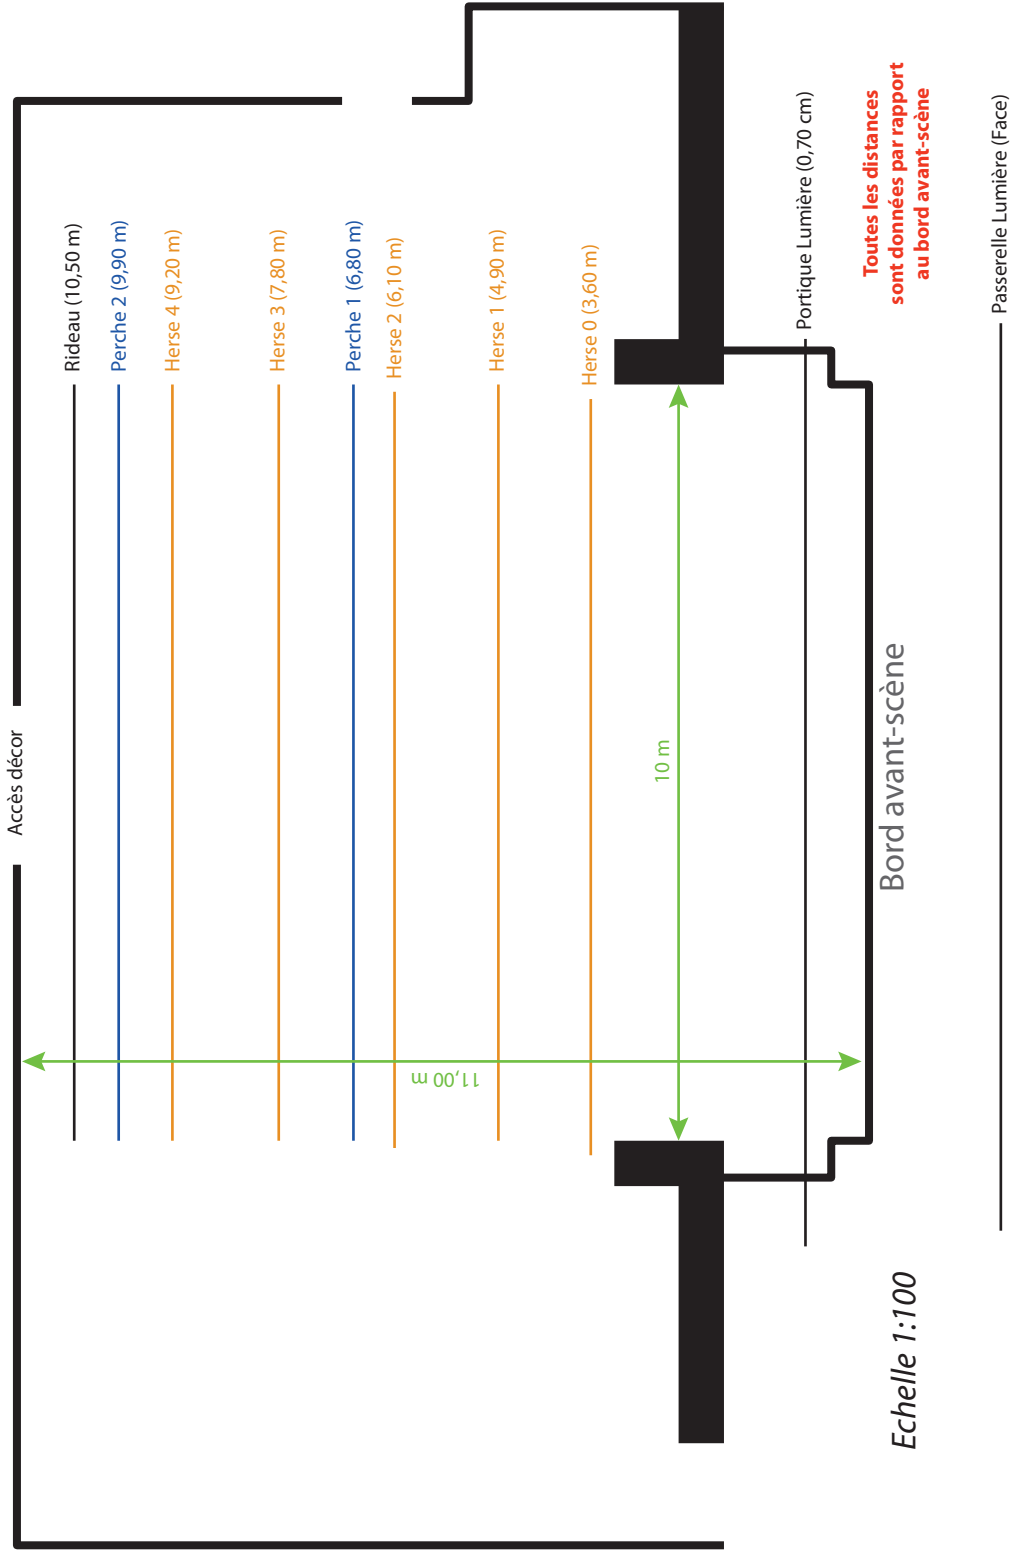 Accès décor
Rideau (10,50 m)
Perche 2 (9,90 m)
Herse 4 (9,20 m)
Herse 3 (7,80 m)
Perche 1 (6,80 m)
Herse 2 (6,10 m)
Herse 1 (4,90 m)
Herse 0 (3,60 m)
11,00 m
10 m
Portique Lumière (0,70 cm)
Toutes les distances
sont données par rapport
au bord avant-scène
Bord avant-scène
Echelle 1:100
Passerelle Lumière (Face)